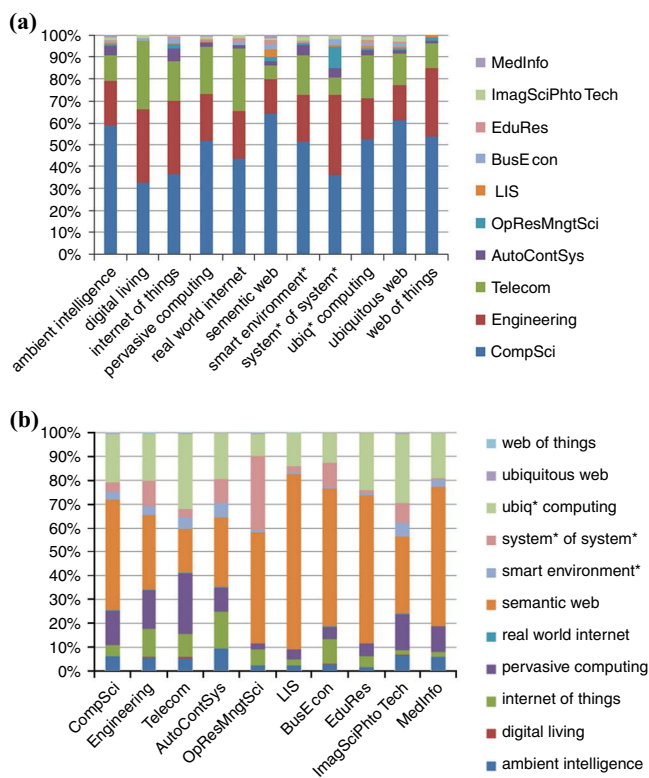 (a)
100%
90%
80%
70%
60%
50%
40%
30%
20%
10%
0%
ambient intelligence
digital living
internet of things
pervasive computing
real world internet
sementic web
smart environment*
system* of system*
ubiq* computing
ubiquitous web
web of things
MedInfo
ImagSciPhto Tech
EduRes
BusE con
LIS
OpResMngtSci
AutoContSys
Telecom
Engineering
CompSci
(b)
100%
90%
80%
70%
60%
50%
40%
30%
20%
10%
0%
CompSci
Engineering
Telecom
AutoContSys
OpResMngtSci
LIS
BusE con
EduRes
ImagSciPhto Tech
MedInfo
web of things
ubiquitous web
ubiq* computing
system* of system*
smart environment*
semantic web
real world internet
pervasive computing
internet of things
digital living
ambient intelligence